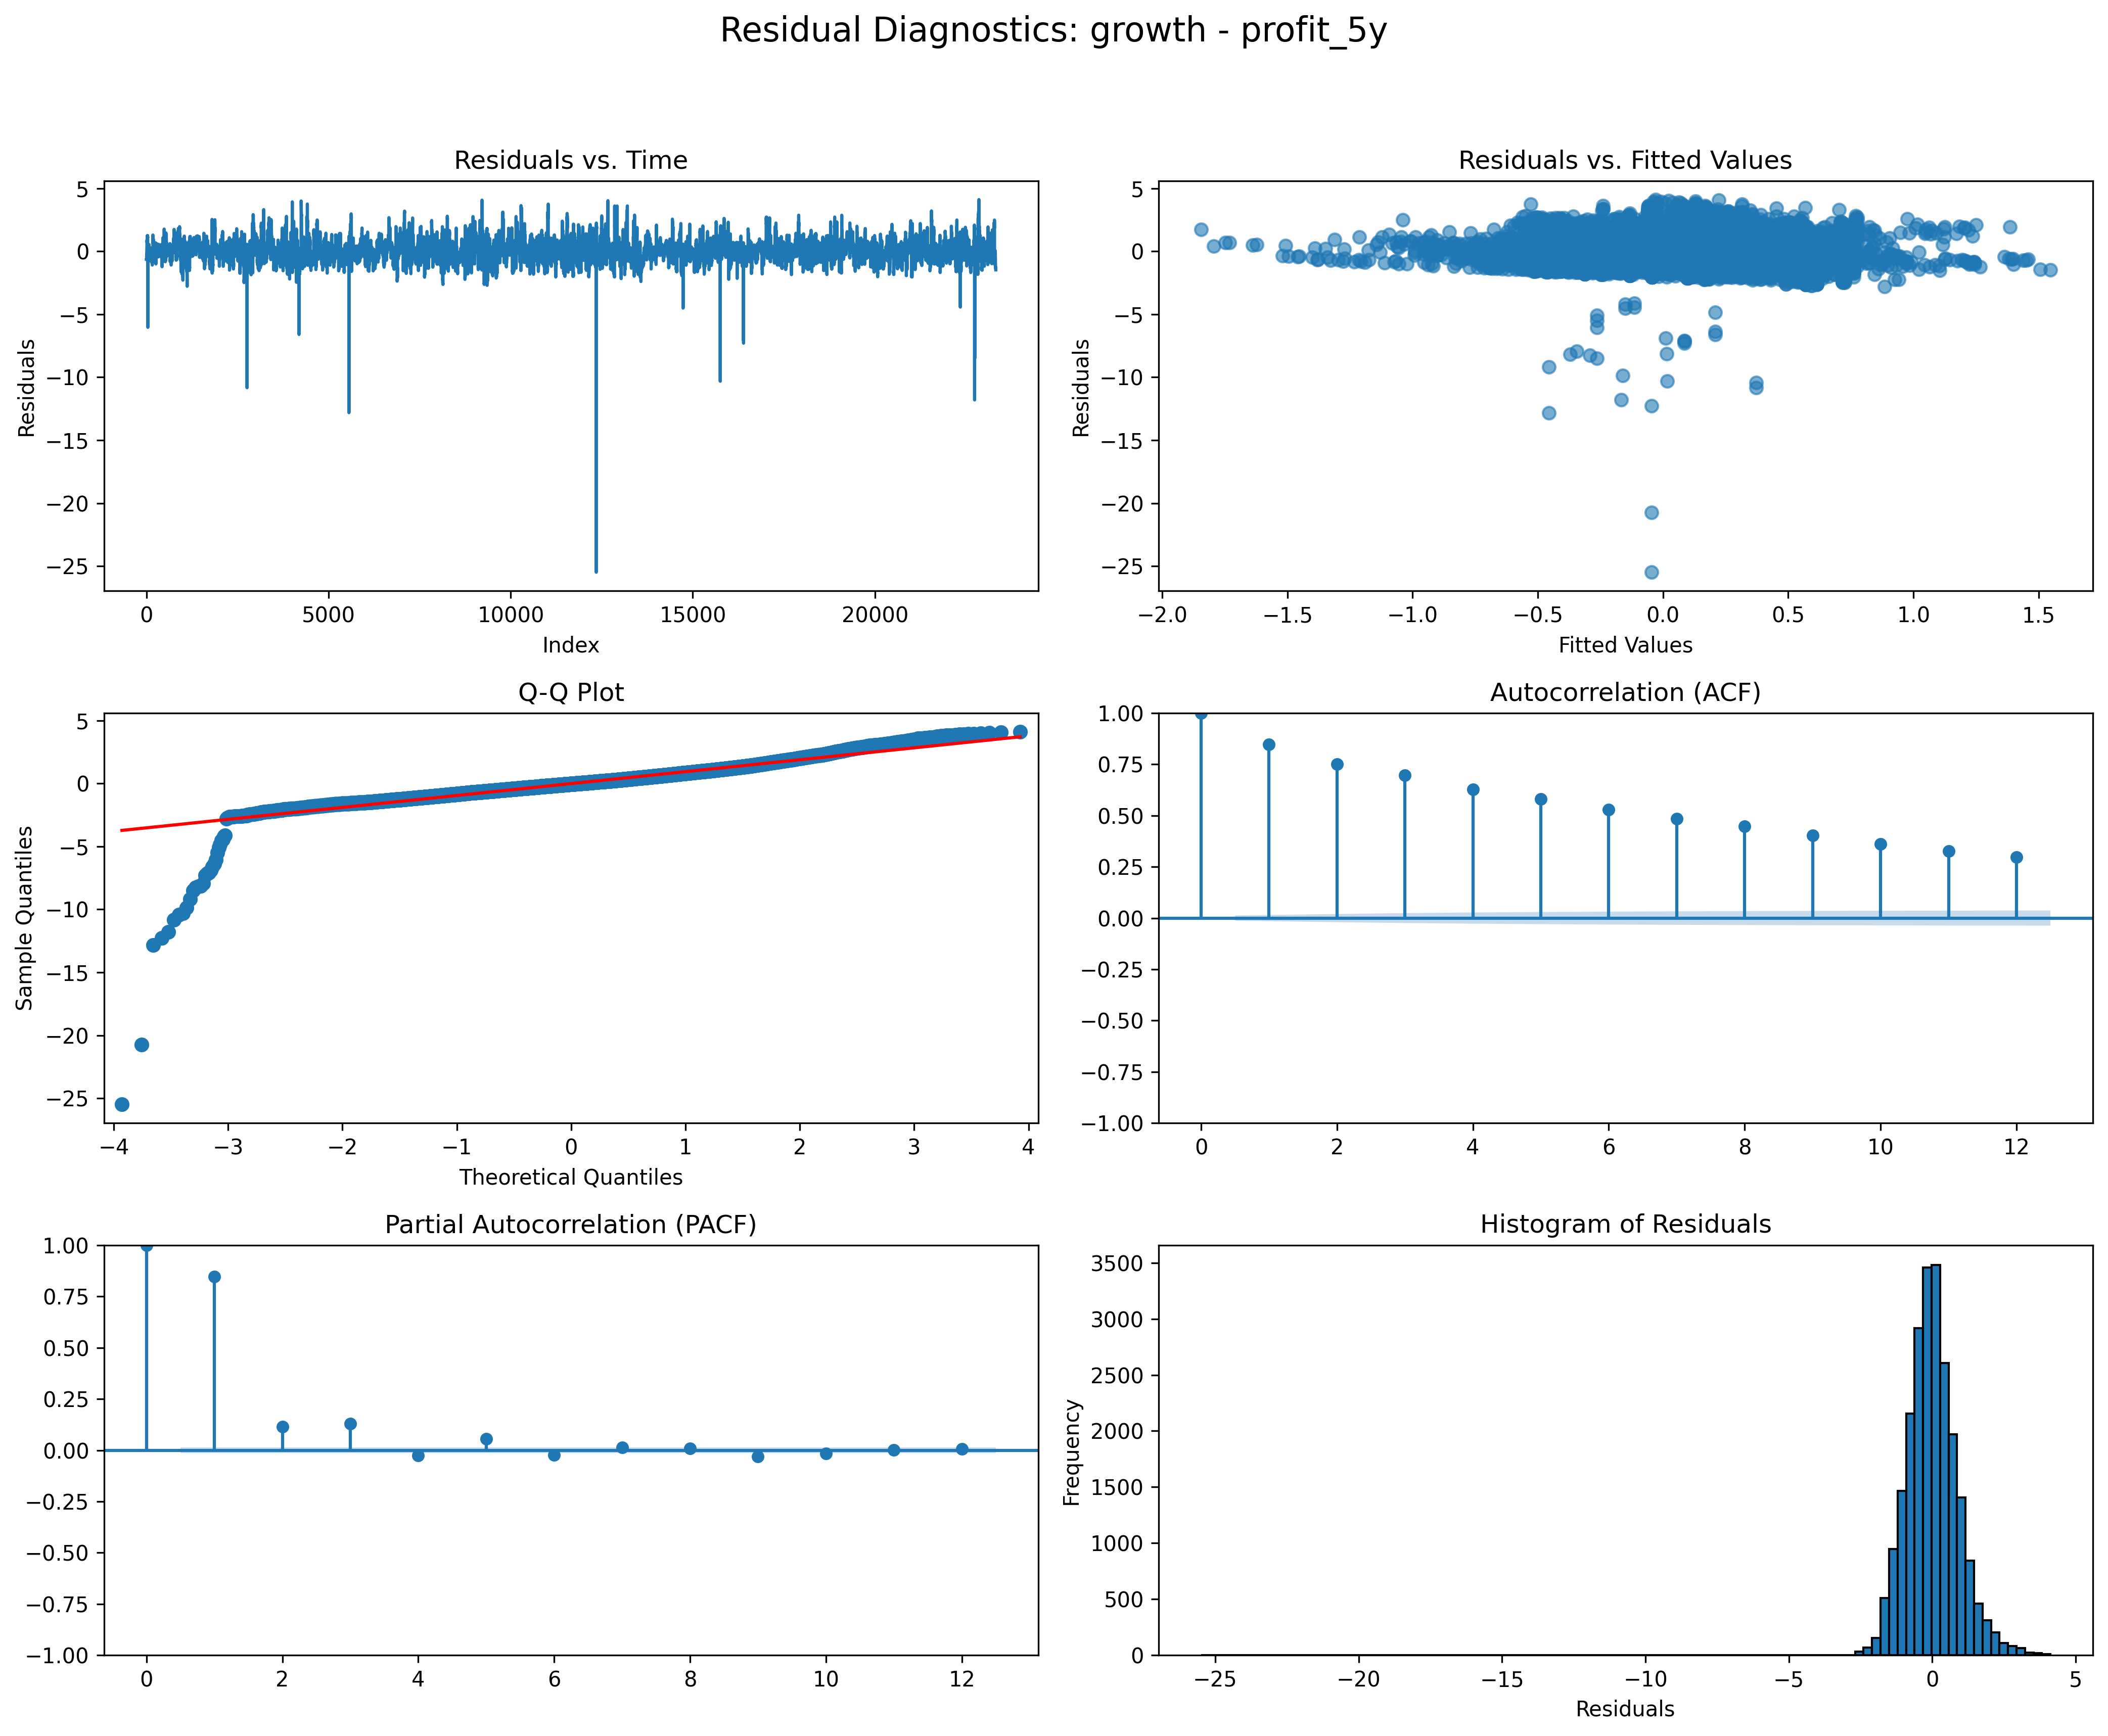 Residual Diagnostics: growth - profit_5y
Residuals vs. Time
5
0
−5
−10
−15
−20
−25
Residuals
0 5000 10000 15000 20000
Index
Residuals vs. Fitted Values
5
0
−5
−10
−15
−20
−25
Residuals
−2.0 −1.5 −1.0 −0.5 0.0 0.5 1.0 1.5
Fitted Values
Q-Q Plot
5
0
−5
−10
−15
−20
−25
Sample Quantiles
−4 −3 −2 −1 0 1 2 3 4
Theoretical Quantiles
Autocorrelation (ACF)
1.00
0.75
0.50
0.25
0.00
−0.25
−0.50
−0.75
−1.00
0 2 4 6 8 10 12
Partial Autocorrelation (PACF)
1.00
0.75
0.50
0.25
0.00
−0.25
−0.50
−0.75
−1.00
0 2 4 6 8 10 12
Histogram of Residuals
3500
3000
2500
2000
1500
1000
500
0
Frequency
−25 −20 −15 −10 −5 0 5
Residuals